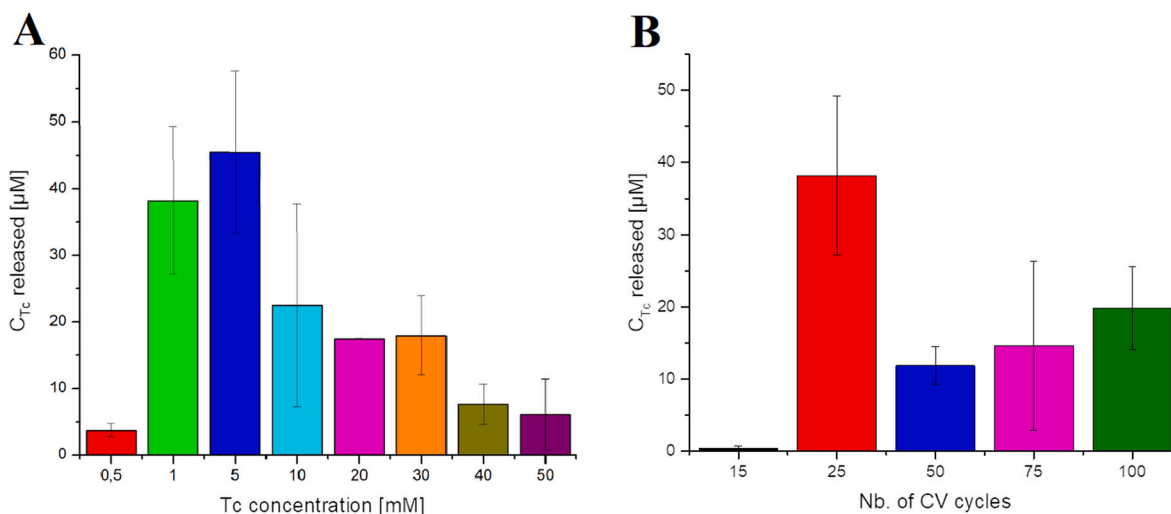 A
60
50
40
30
20
10
0
C_Tc released [µM]
0,5 1 5 10 20 30 40 50
Tc concentration [mM]
B
50
40
30
20
10
0
C_Tc released [µM]
15 25 50 75 100
Nb. of CV cycles